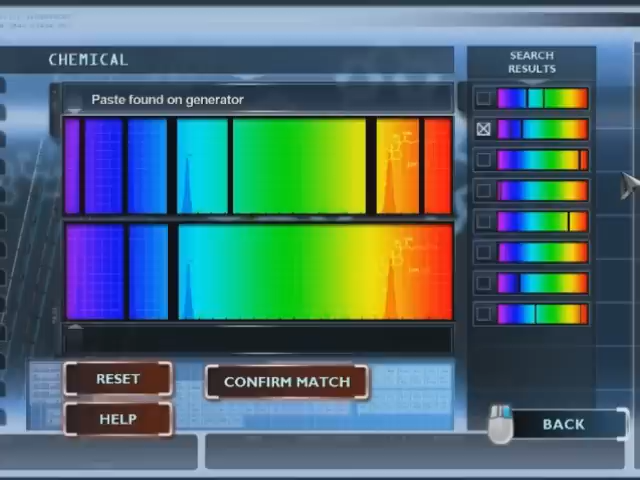 CHEMICAL
SEARCH
RESULTS
Paste found on generator
RESET
CONFIRM MATCH
HELP
BACK